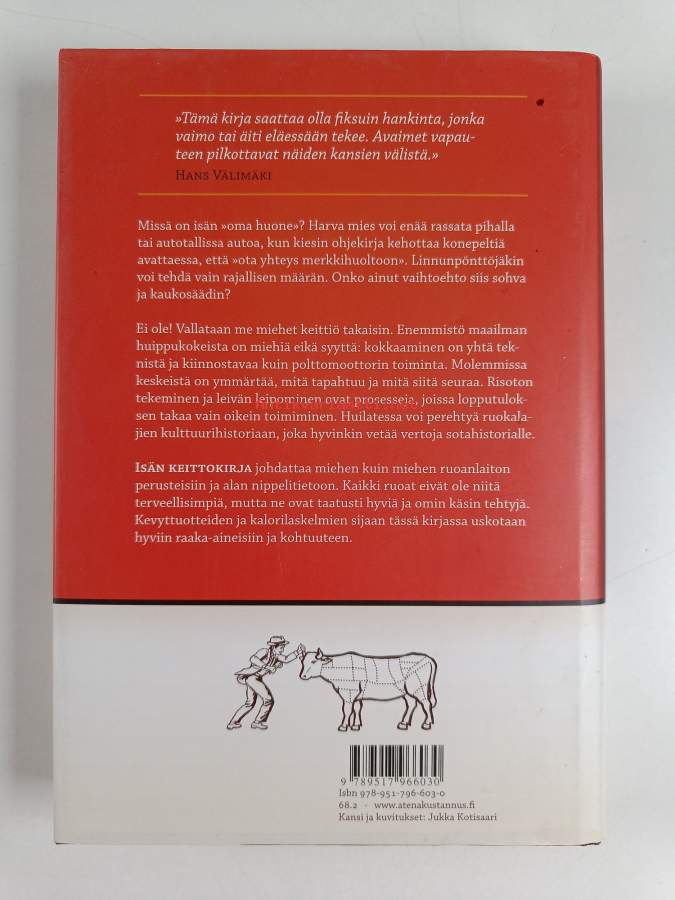 »Tämä kirja saattaa olla fiksuin hankinta, jonka
vaimo tai äiti eläessään tekee. Avaimet vapau-
teen pilkottavat näiden kansien välistä.»
HANS VÄLIMÄKI
Missä on isän »oma huone»? Harva mies voi enää rassata pihalla
tai autotallissa autoa, kun kiesin ohjekirja kehottaa konepeltiä
avattaessa, että »ota yhteys merkkihuoltoon». Linnunpönttöjäkin
voi tehdä vain rajallisen määrän. Onko ainut vaihtoehto siis sohva
ja kaukosäädin?
Ei ole! Vallataan me miehet keittiö takaisin. Enemmistö maailman
huippukokeista on miehiä eikä syyttä: kokkaaminen on yhtä tek-
nistä ja kiinnostavaa kuin polttomoottorin toiminta. Molemmissa
keskeistä on ymmärtää, mitä tapahtuu ja mitä siitä seuraa. Risoton
tekeminen ja leivän leipominen ovat prosesseja, joissa lopputulok-
sen takaa vain oikein toimiminen. Huilatessa voi perehtyä ruokala-
jien kulttuurihistoriaan, joka hyvinkin vetää vertoja sotahistorialle.
ISÄN KEITTOKIRJA johdattaa miehen kuin miehen ruoanlaiton
perusteisiin ja alan nippelitietoon. Kaikki ruoat eivät ole niitä
terveellisimpiä, mutta ne ovat taatusti hyviä ja omin käsin tehtyjä.
Kevyttuotteiden ja kalorilaskelmien sijaan tässä kirjassa uskotaan
hyviin raaka-aineisiin ja kohtuuteen.
9 789517 966030
Isbn 978-951-796-603-0
68.2 · www.atenakustannus.fi
Kansi ja kuvitukset: Jukka Kotisaari